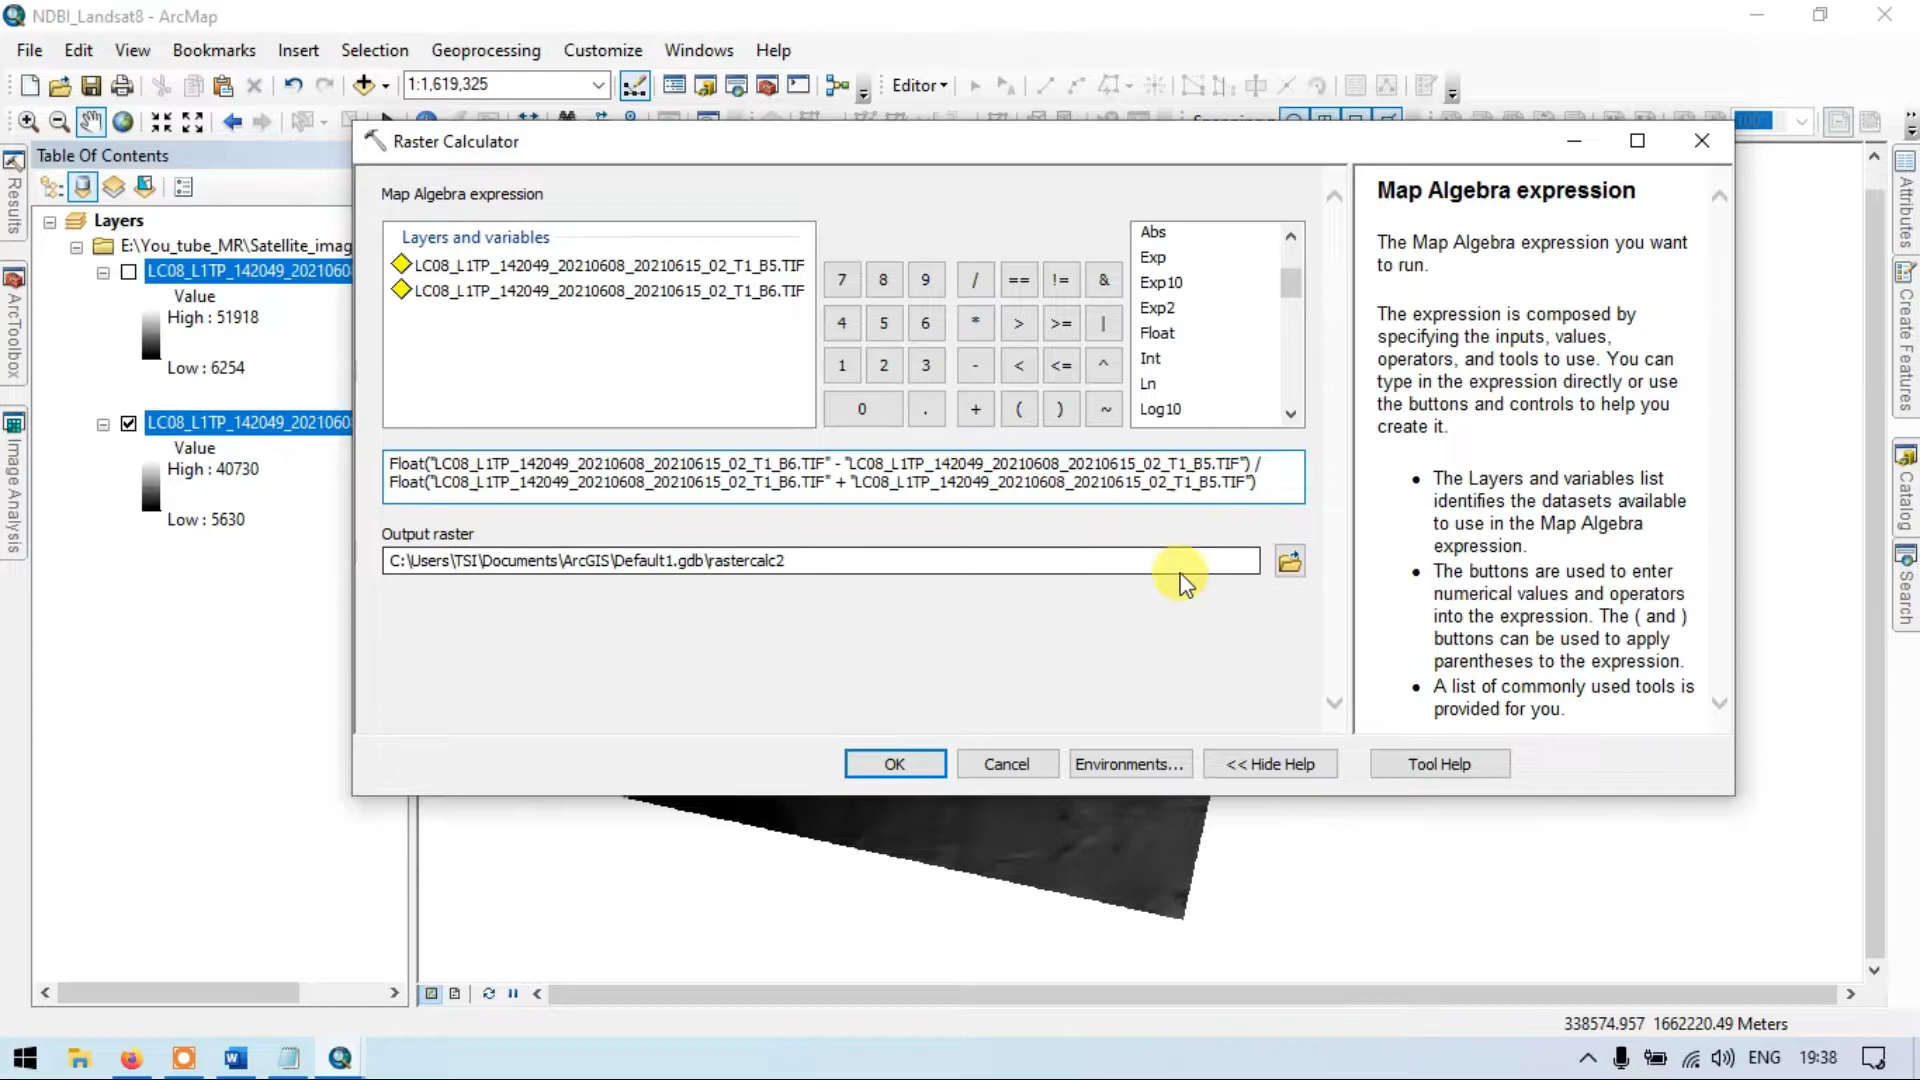 NDBI_Landsat8 - ArcMap
File Edit View Bookmarks Insert Selection Geoprocessing Customize Windows Help
1:1,619,325
Editor
Table Of Contents
Results
ArcToolbox
Image Analysis
Layers
E:\You_tube_MR\Satellite_imag
LC08_L1TP_142049_2021060
Value
High : 51918
Low : 6254
LC08_L1TP_142049_2021060
Value
High : 40730
Low : 5630
Raster Calculator
Map Algebra expression
Layers and variables
LC08_L1TP_142049_20210608_20210615_02_T1_B5.TIF
LC08_L1TP_142049_20210608_20210615_02_T1_B6.TIF
7 8 9 / == != &
4 5 6 * > >= |
1 2 3 - < <= ^
0 . + ( ) ~
Abs
Exp
Exp10
Exp2
Float
Int
Ln
Log10
Float("LC08_L1TP_142049_20210608_20210615_02_T1_B6.TIF" - "LC08_L1TP_142049_20210608_20210615_02_T1_B5.TIF") /
Float("LC08_L1TP_142049_20210608_20210615_02_T1_B6.TIF" + "LC08_L1TP_142049_20210608_20210615_02_T1_B5.TIF")
Output raster
C:\Users\TSI\Documents\ArcGIS\Default1.gdb\rastercalc2
OK Cancel Environments... << Hide Help Tool Help
Map Algebra expression
The Map Algebra expression you want
to run.
The expression is composed by
specifying the inputs, values,
operators, and tools to use. You can
type in the expression directly or use
the buttons and controls to help you
create it.
• The Layers and variables list
identifies the datasets available
to use in the Map Algebra
expression.
• The buttons are used to enter
numerical values and operators
into the expression. The ( and )
buttons can be used to apply
parentheses to the expression.
• A list of commonly used tools is
provided for you.
Attributes
Create Features
Catalog
Search
338574.957 1662220.49 Meters
ENG 19:38